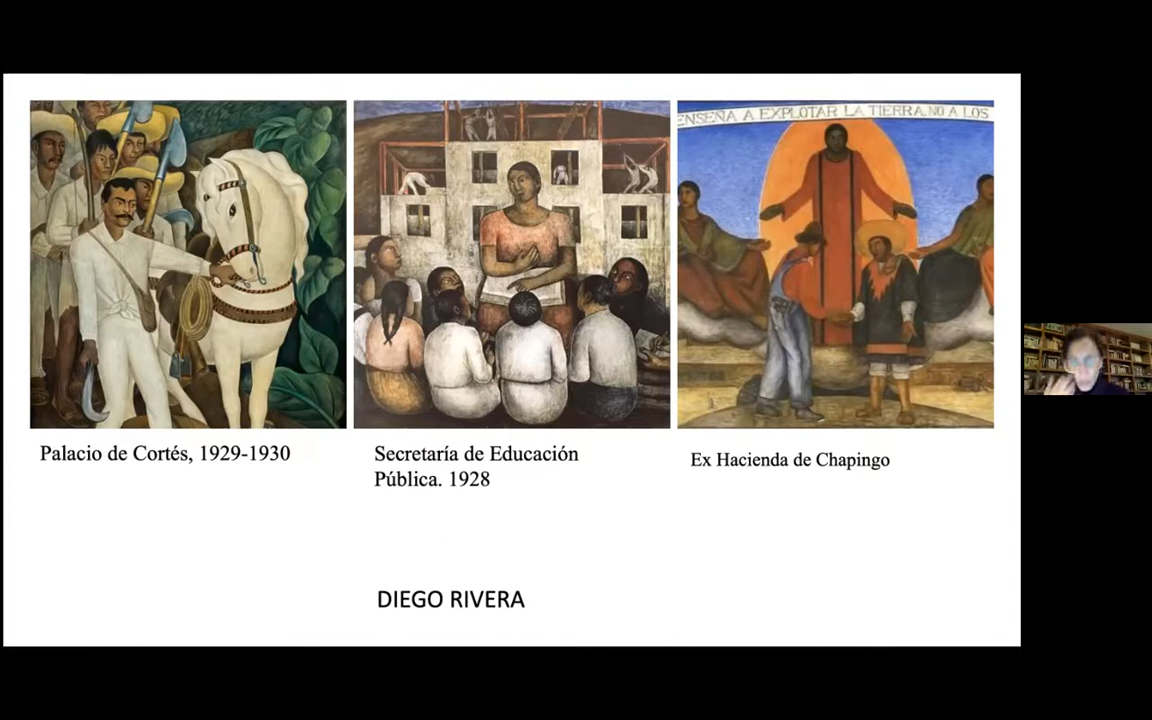 ENSEÑA A EXPLOTAR LA TIERRA, NO A LOS
Palacio de Cortés, 1929-1930
Secretaría de Educación
Pública. 1928
Ex Hacienda de Chapingo
DIEGO RIVERA